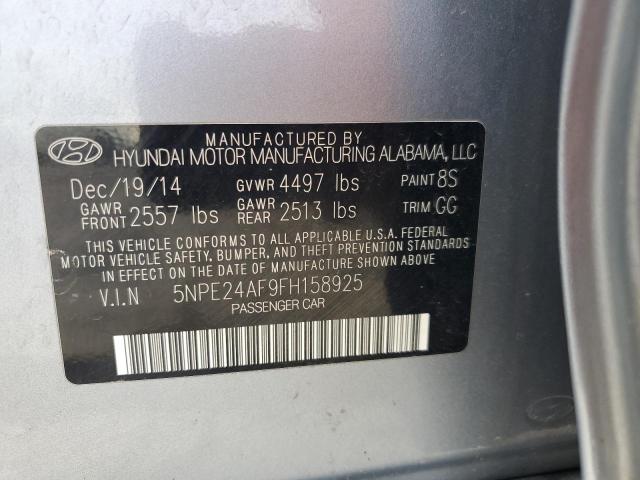 MANUFACTURED BY
HYUNDAI MOTOR MANUFACTURING ALABAMA, LLC
Dec/19/14 GVWR 4497 lbs PAINT 8S
GAWR FRONT 2557 lbs GAWR REAR 2513 lbs TRIM GG
THIS VEHICLE CONFORMS TO ALL APPLICABLE U.S.A. FEDERAL
MOTOR VEHICLE SAFETY, BUMPER, AND THEFT PREVENTION STANDARDS
IN EFFECT ON THE DATE OF MANUFACTURE SHOWN ABOVE
V.I.N 5NPE24AF9FH158925
PASSENGER CAR